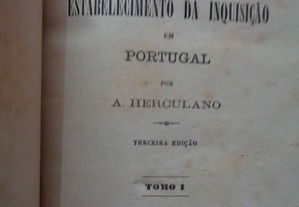 ESTABELECIMENTO DA INQUISIÇÃO
EM
PORTUGAL
POR
A. HERCULANO
TERCEIRA EDIÇÃO
TOMO I